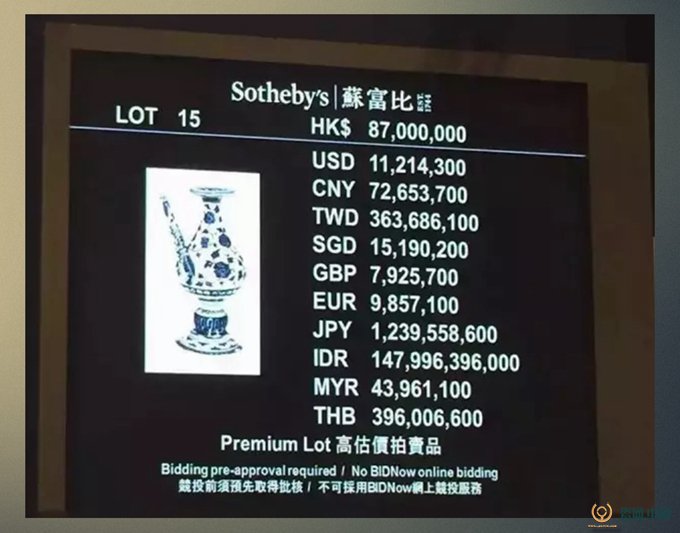 Sotheby's 蘇富比 EST. 1744
LOT 15
HK$ 87,000,000
USD 11,214,300
CNY 72,653,700
TWD 363,686,100
SGD 15,190,200
GBP 7,925,700
EUR 9,857,100
JPY 1,239,558,600
IDR 147,996,396,000
MYR 43,961,100
THB 396,006,600
Premium Lot 高估價拍賣品
Bidding pre-approval required / No BIDNow online bidding
競投前須預先取得批核 / 不可採用BIDNow網上競投服務